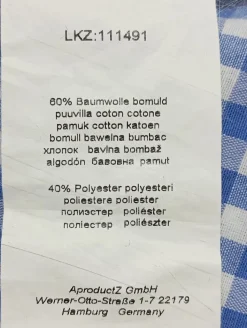 LKZ:111491
60% Baumwolle bomuld
puuvilla coton cotone
pamuk cotton katoen
bomull bawełna bumbac
хлопок bavlna bombaž
algodón бавовна pamut
40% Polyester polyesteri
poliestere poliester
полиэстер poliéster
поліестер poliészter
AproductZ GmbH
Werner-Otto-Straße 1-7 22179
Hamburg Germany